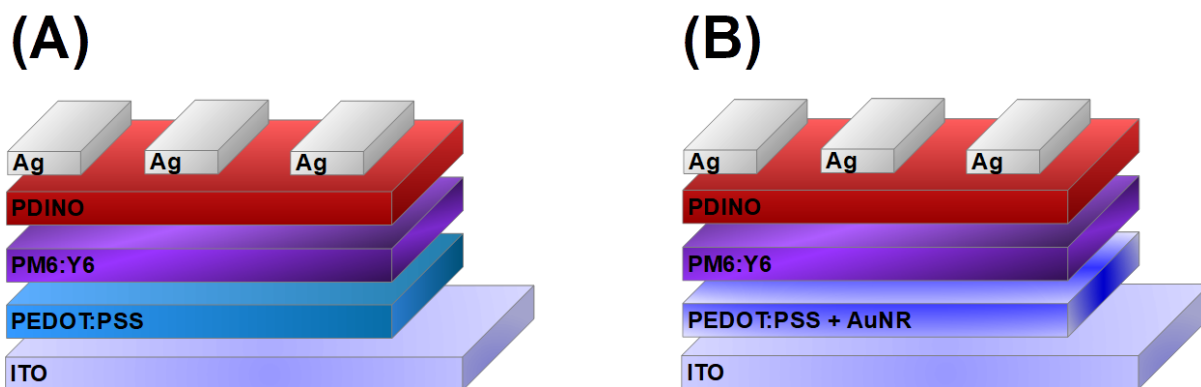 (A)
Ag Ag Ag
PDINO
PM6:Y6
PEDOT:PSS
ITO
(B)
Ag Ag Ag
PDINO
PM6:Y6
PEDOT:PSS + AuNR
ITO